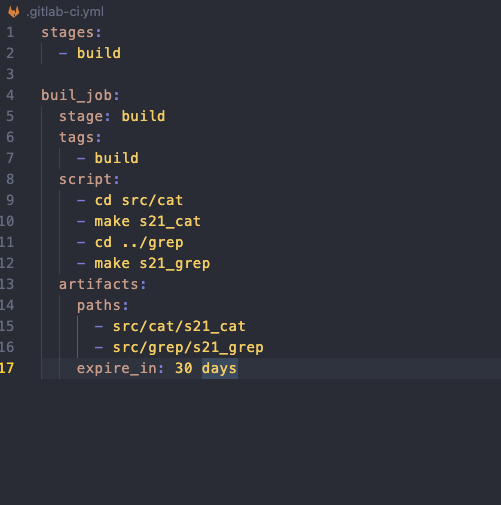 .gitlab-ci.yml
1 stages:
2   - build
3
4 buil_job:
5   stage: build
6   tags:
7     - build
8   script:
9     - cd src/cat
10     - make s21_cat
11     - cd ../grep
12     - make s21_grep
13   artifacts:
14     paths:
15       - src/cat/s21_cat
16       - src/grep/s21_grep
17     expire_in: 30 days